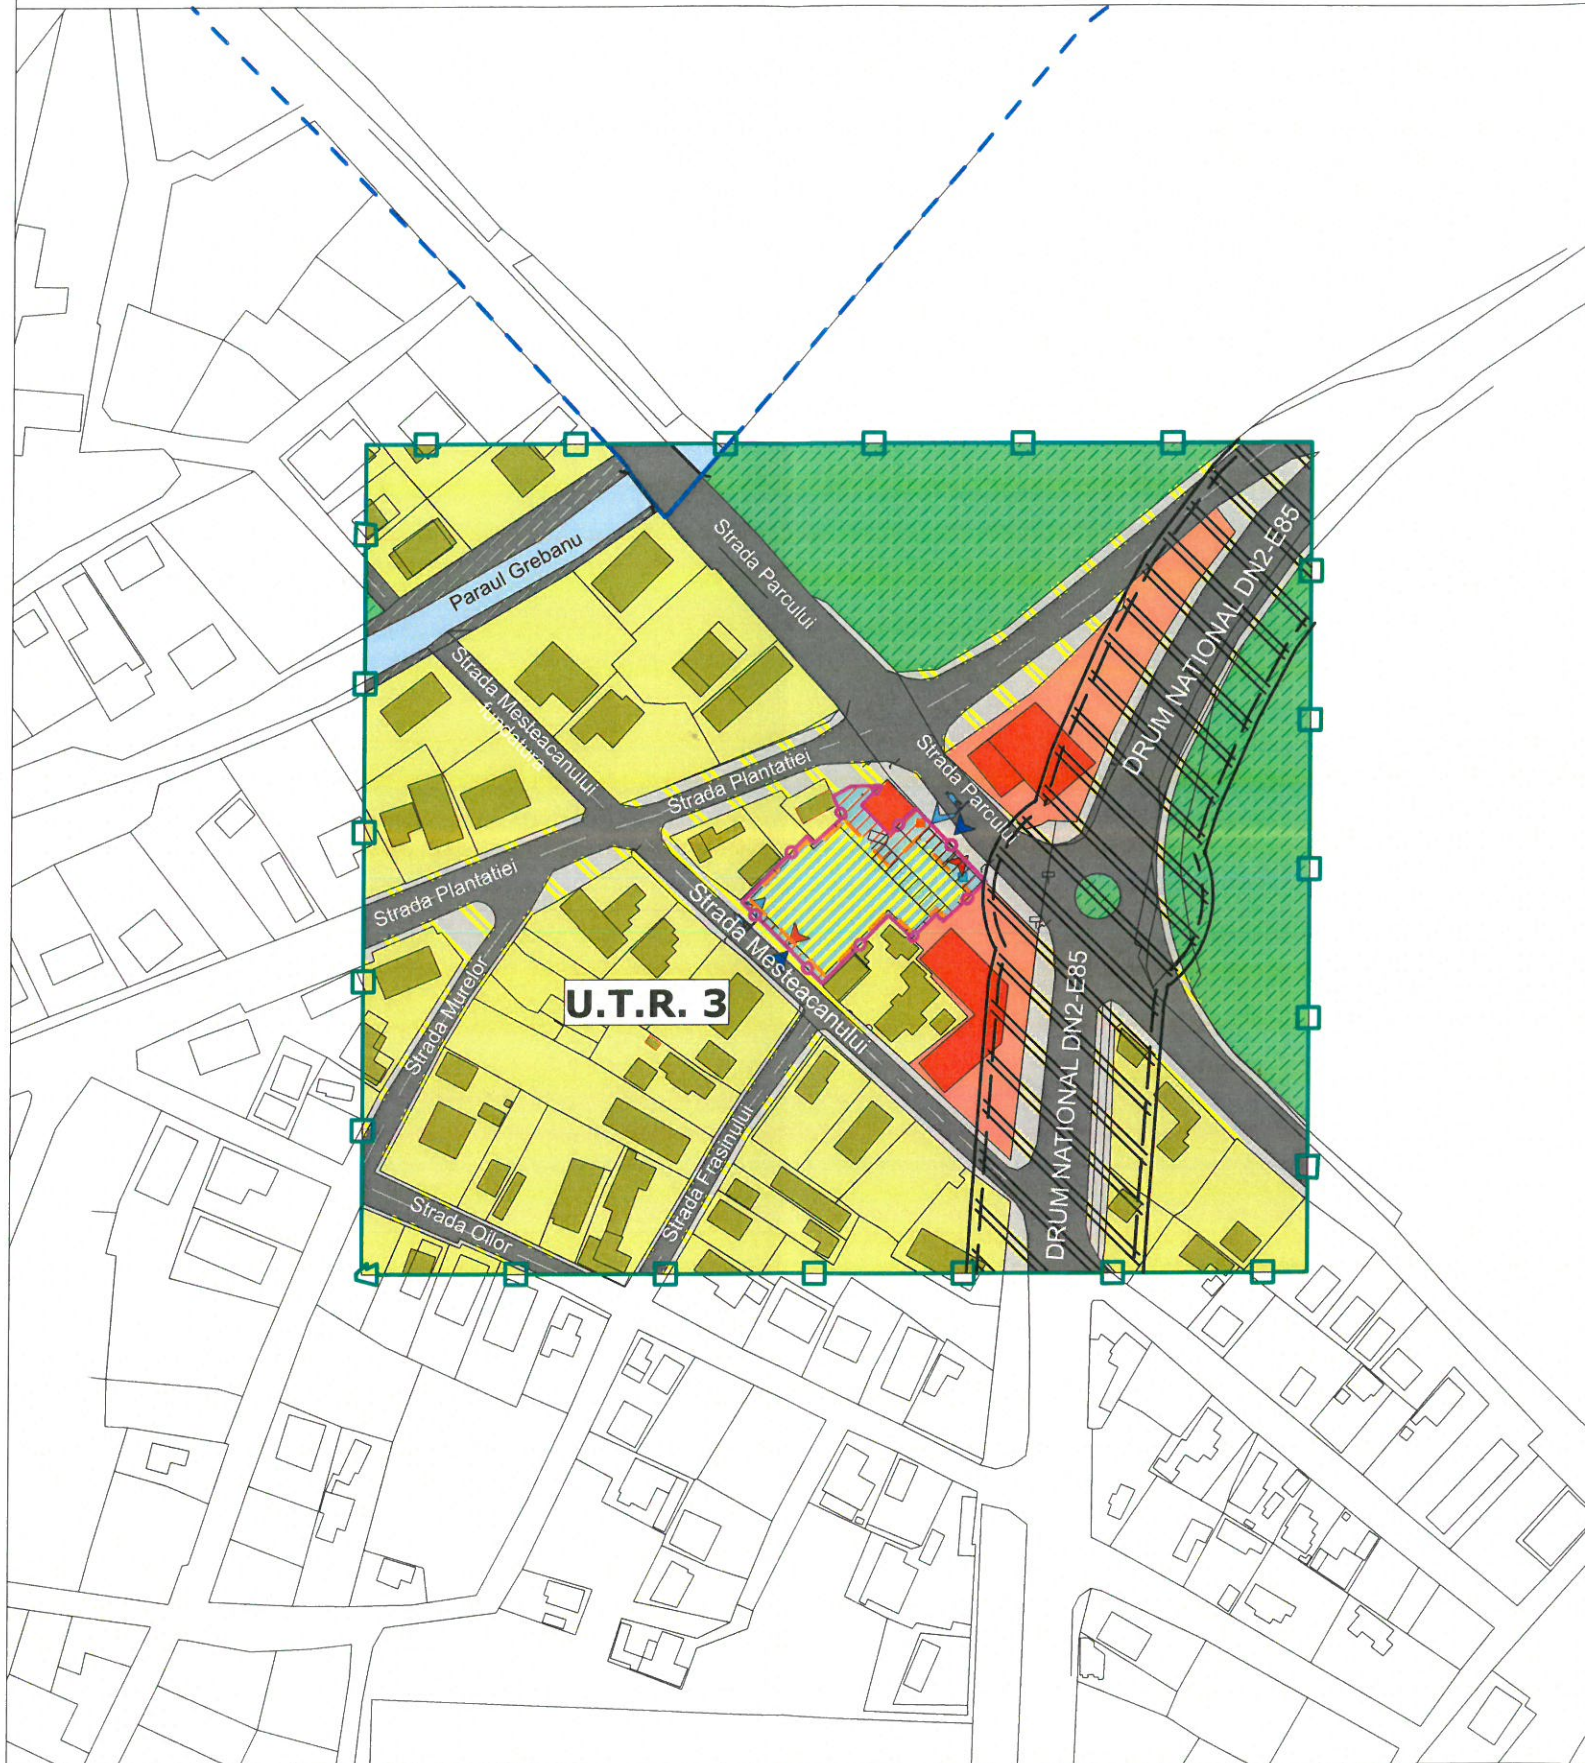 DRUM NATIONAL DN2-E85
Strada Parcului
Paraul Grebanu
Strada Mesteacanului
fundatura
Strada Parcului
Strada Plantatiei
Strada Plantatiei
Strada Mesteacanului
U.T.R. 3
Strada Murelor
DRUM NATIONAL DN2-E85
Strada Frasinului
Strada Oilor